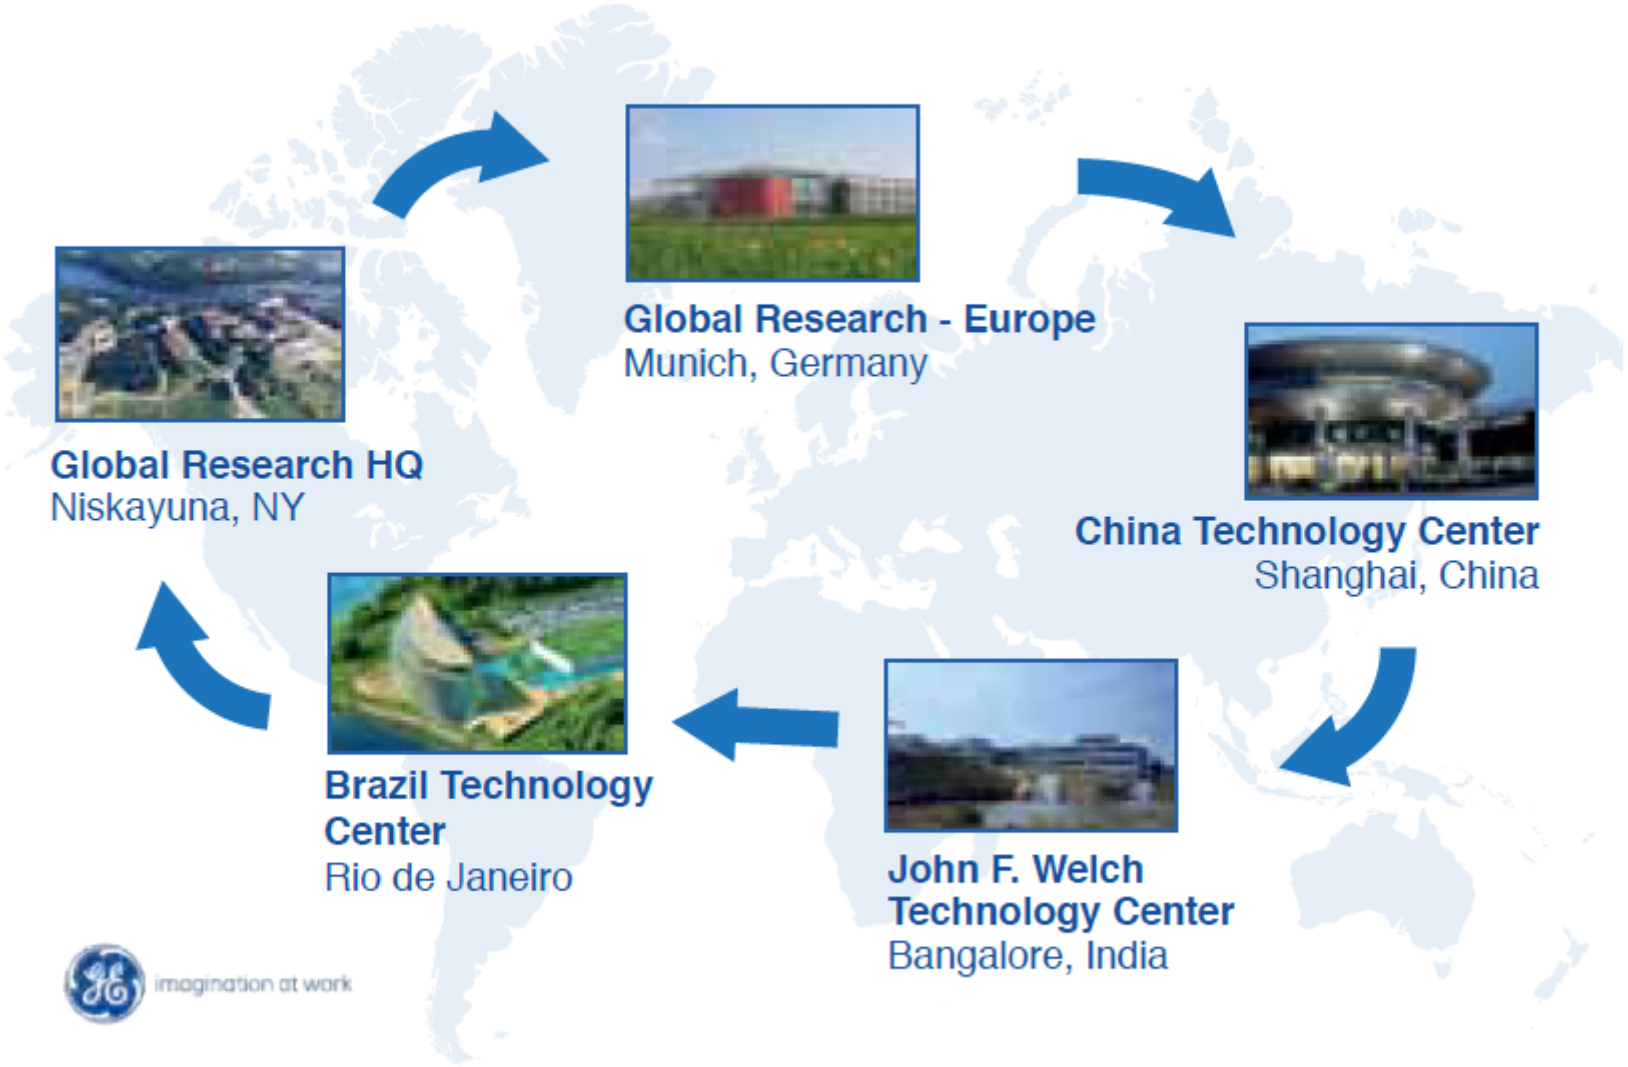 Global Research - Europe
Munich, Germany
Global Research HQ
Niskayuna, NY
China Technology Center
Shanghai, China
Brazil Technology
Center
Rio de Janeiro
John F. Welch
Technology Center
Bangalore, India
GE imagination at work